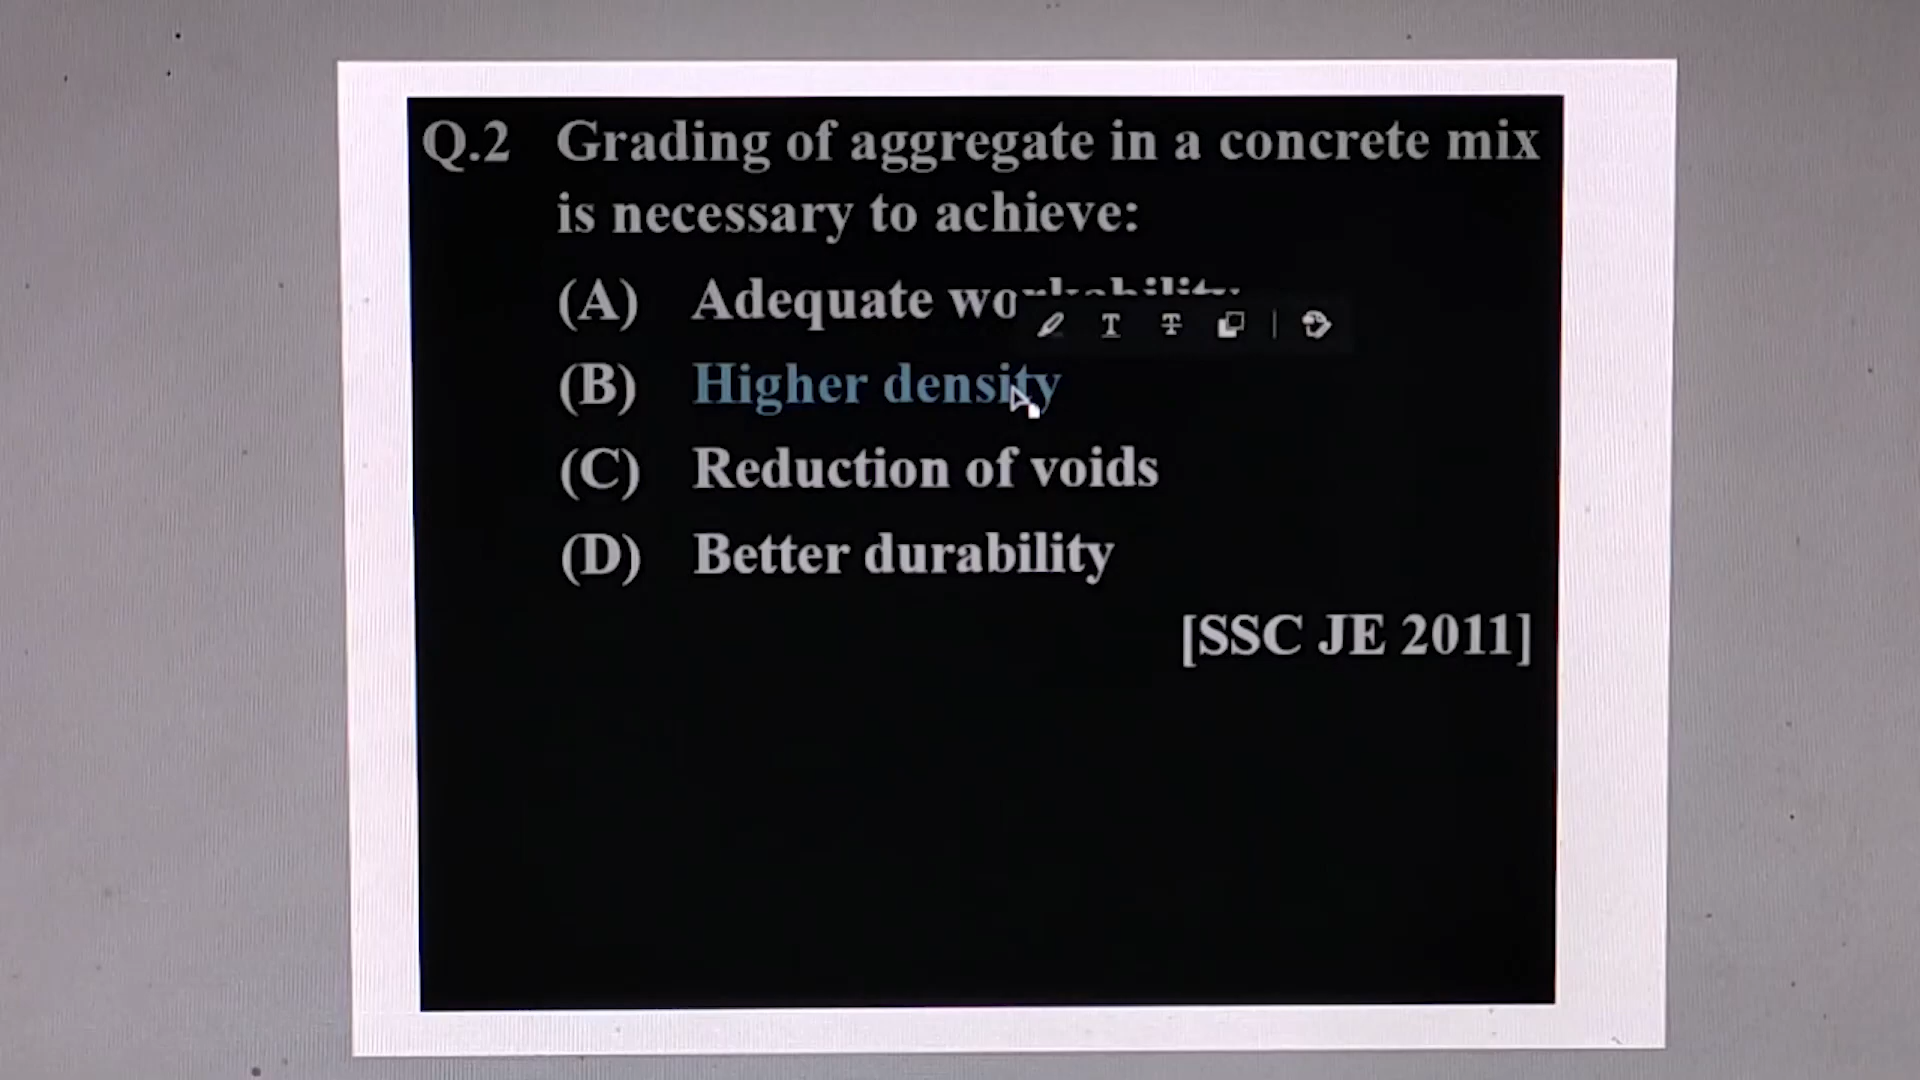 Q.2 Grading of aggregate in a concrete mix
is necessary to achieve:
(A) Adequate
(B) Higher density
(C) Reduction of voids
(D) Better durability
[SSC JE 2011]